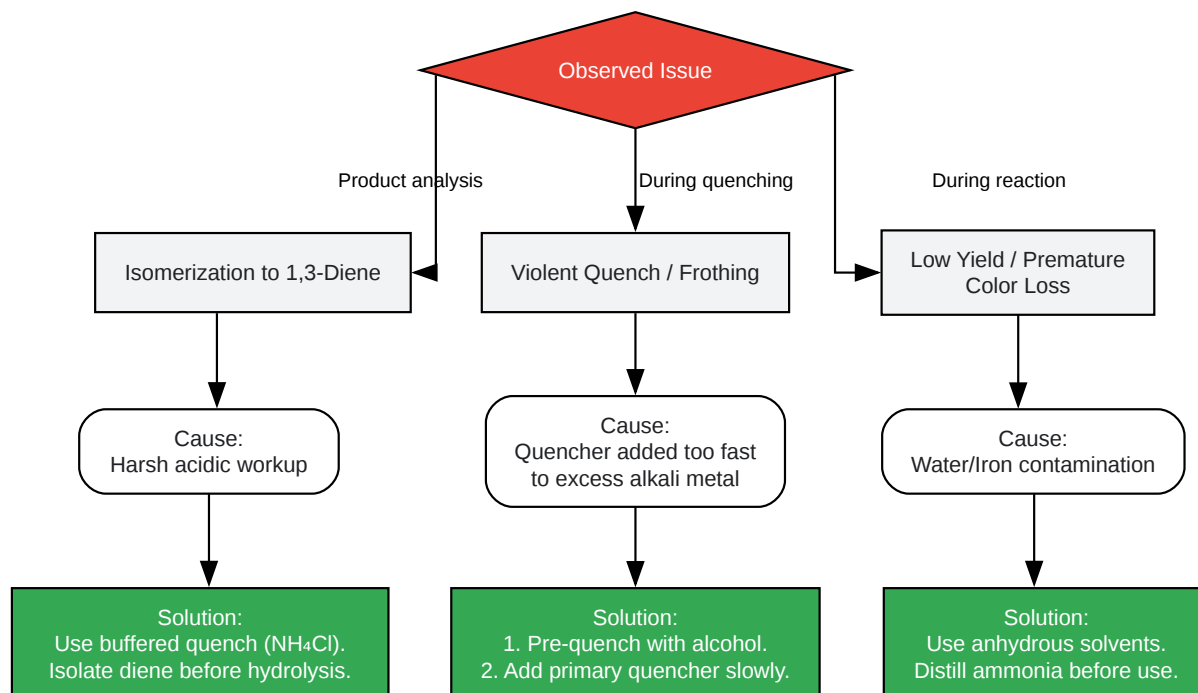 Observed Issue
Product analysis
During quenching
During reaction
Isomerization to 1,3-Diene
Violent Quench / Frothing
Low Yield / Premature
Color Loss
Cause:
Harsh acidic workup
Cause:
Quencher added too fast
to excess alkali metal
Cause:
Water/Iron contamination
Solution:
Use buffered quench (NH₄Cl).
Isolate diene before hydrolysis.
Solution:
1. Pre-quench with alcohol.
2. Add primary quencher slowly.
Solution:
Use anhydrous solvents.
Distill ammonia before use.